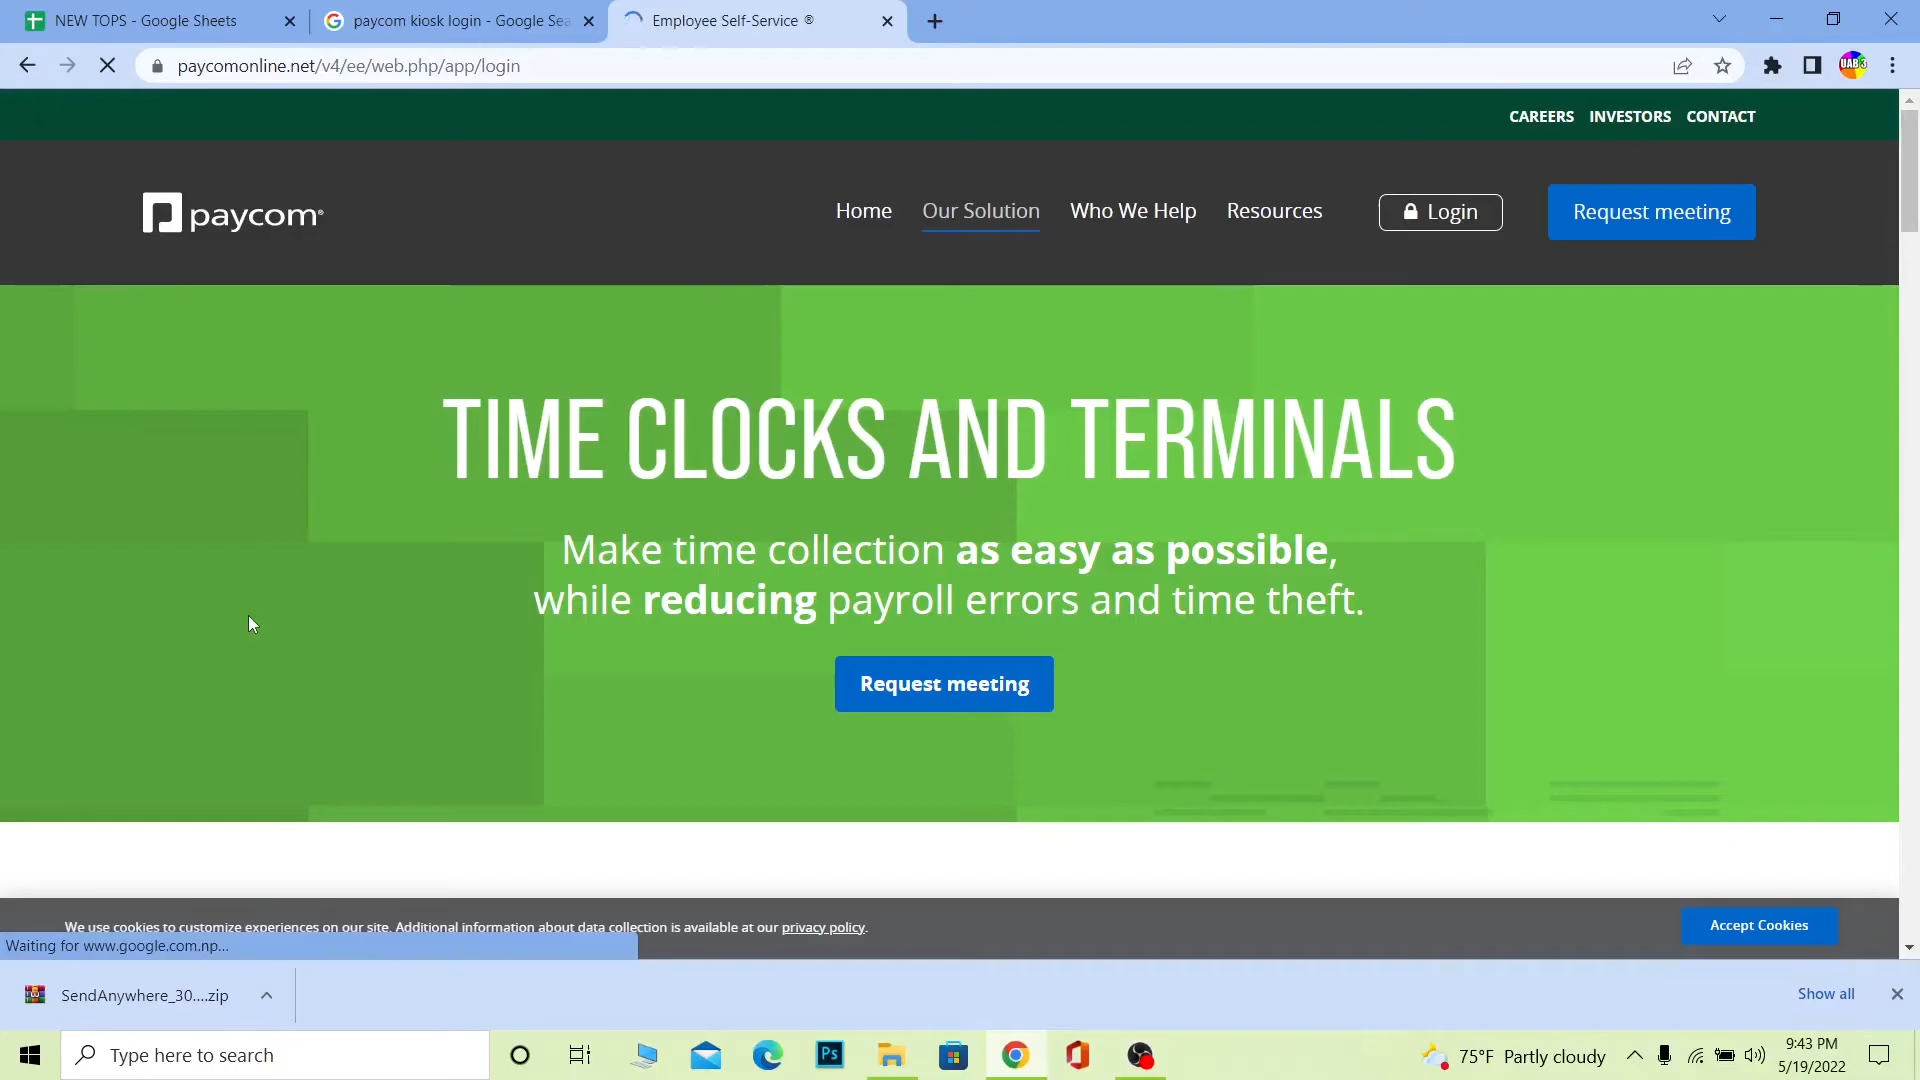 NEW TOPS - Google Sheets
paycom kiosk login - Google Sea
Employee Self-Service ®
paycomonline.net/v4/ee/web.php/app/login
UAB 3
CAREERS INVESTORS CONTACT
paycom®
Home Our Solution Who We Help Resources Login Request meeting
TIME CLOCKS AND TERMINALS
Make time collection as easy as possible,
while reducing payroll errors and time theft.
Request meeting
We use cookies to customize experiences on our site. Additional information about data collection is available at our privacy policy.
Accept Cookies
Waiting for www.google.com.np...
SendAnywhere_30....zip
Show all
Type here to search
Ps
75°F Partly cloudy
9:43 PM
5/19/2022